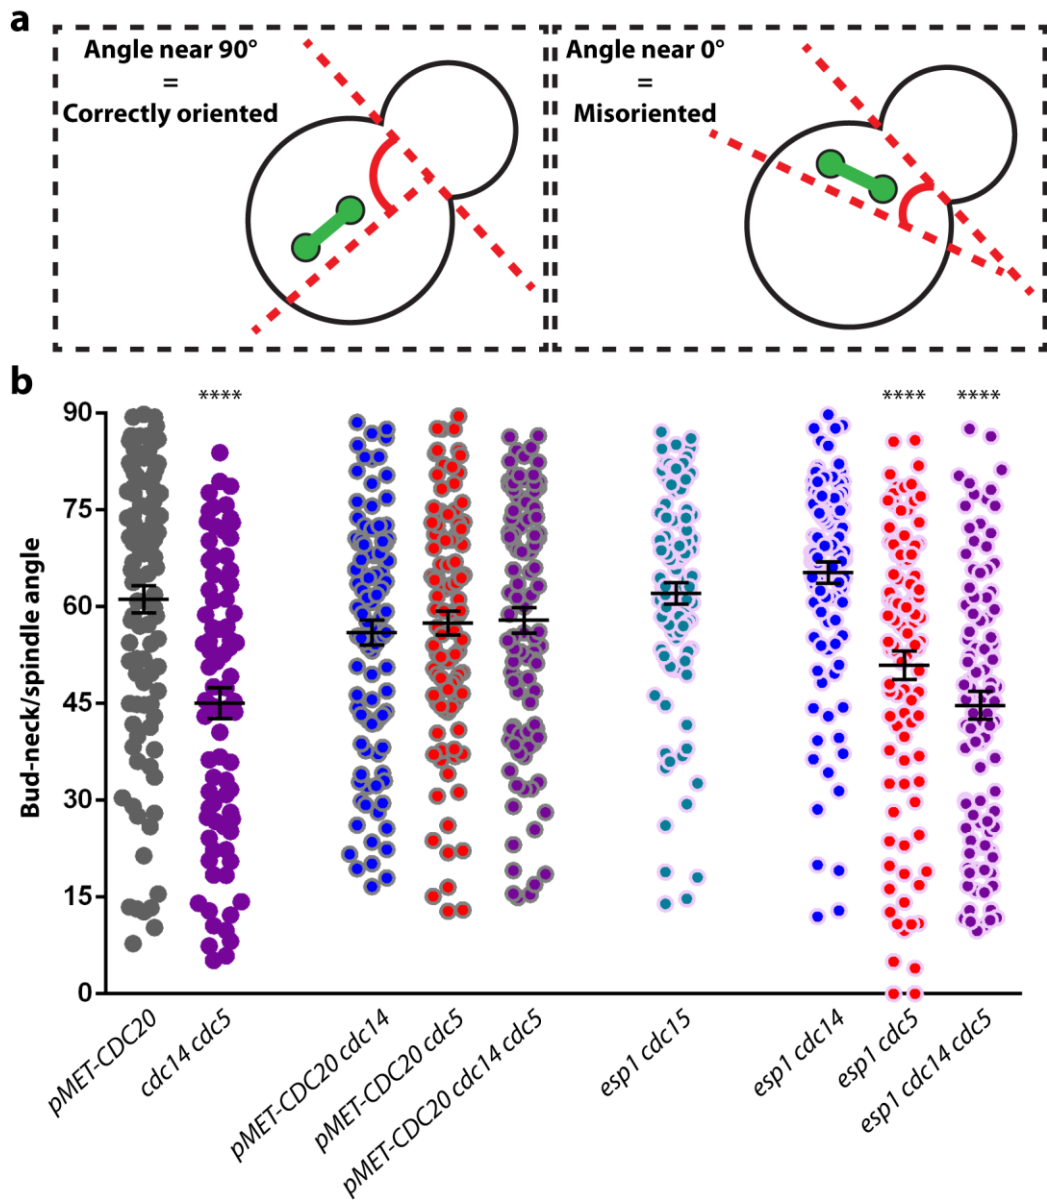 a
Angle near 90°
=
Correctly oriented
Angle near 0°
=
Misoriented
b
Bud-neck/spindle angle
90
75
60
45
30
15
0
****
****
****
pMET-CDC20
cdc14 cdc5
pMET-CDC20 cdc14
pMET-CDC20 cdc5
pMET-CDC20 cdc14 cdc5
esp1 cdc15
esp1 cdc14
esp1 cdc5
esp1 cdc14 cdc5